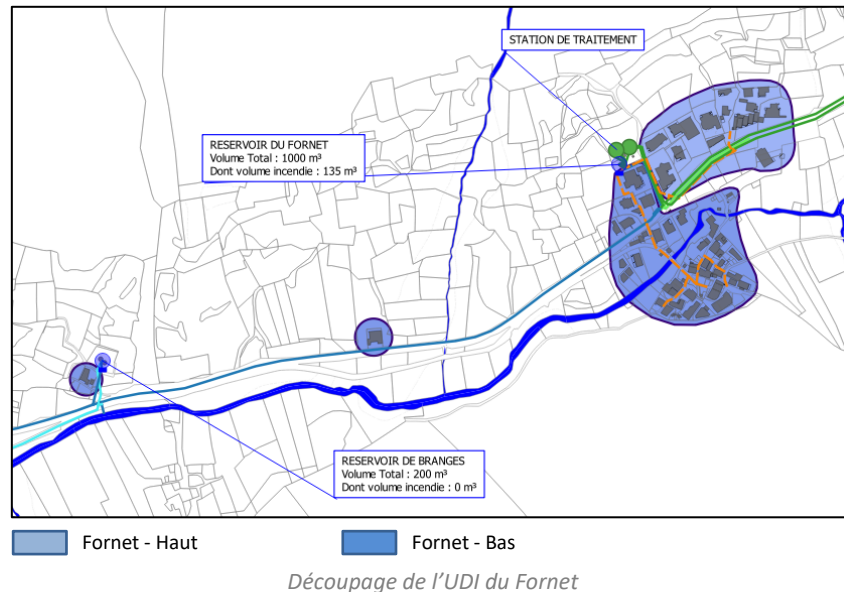 STATION DE TRAITEMENT
RESERVOIR DU FORNET
Volume Total : 1000 m³
Dont volume incendie : 135 m³
RESERVOIR DE BRANGES
Volume Total : 200 m³
Dont volume incendie : 0 m³
Fornet - Haut
Fornet - Bas
Découpage de l’UDI du Fornet